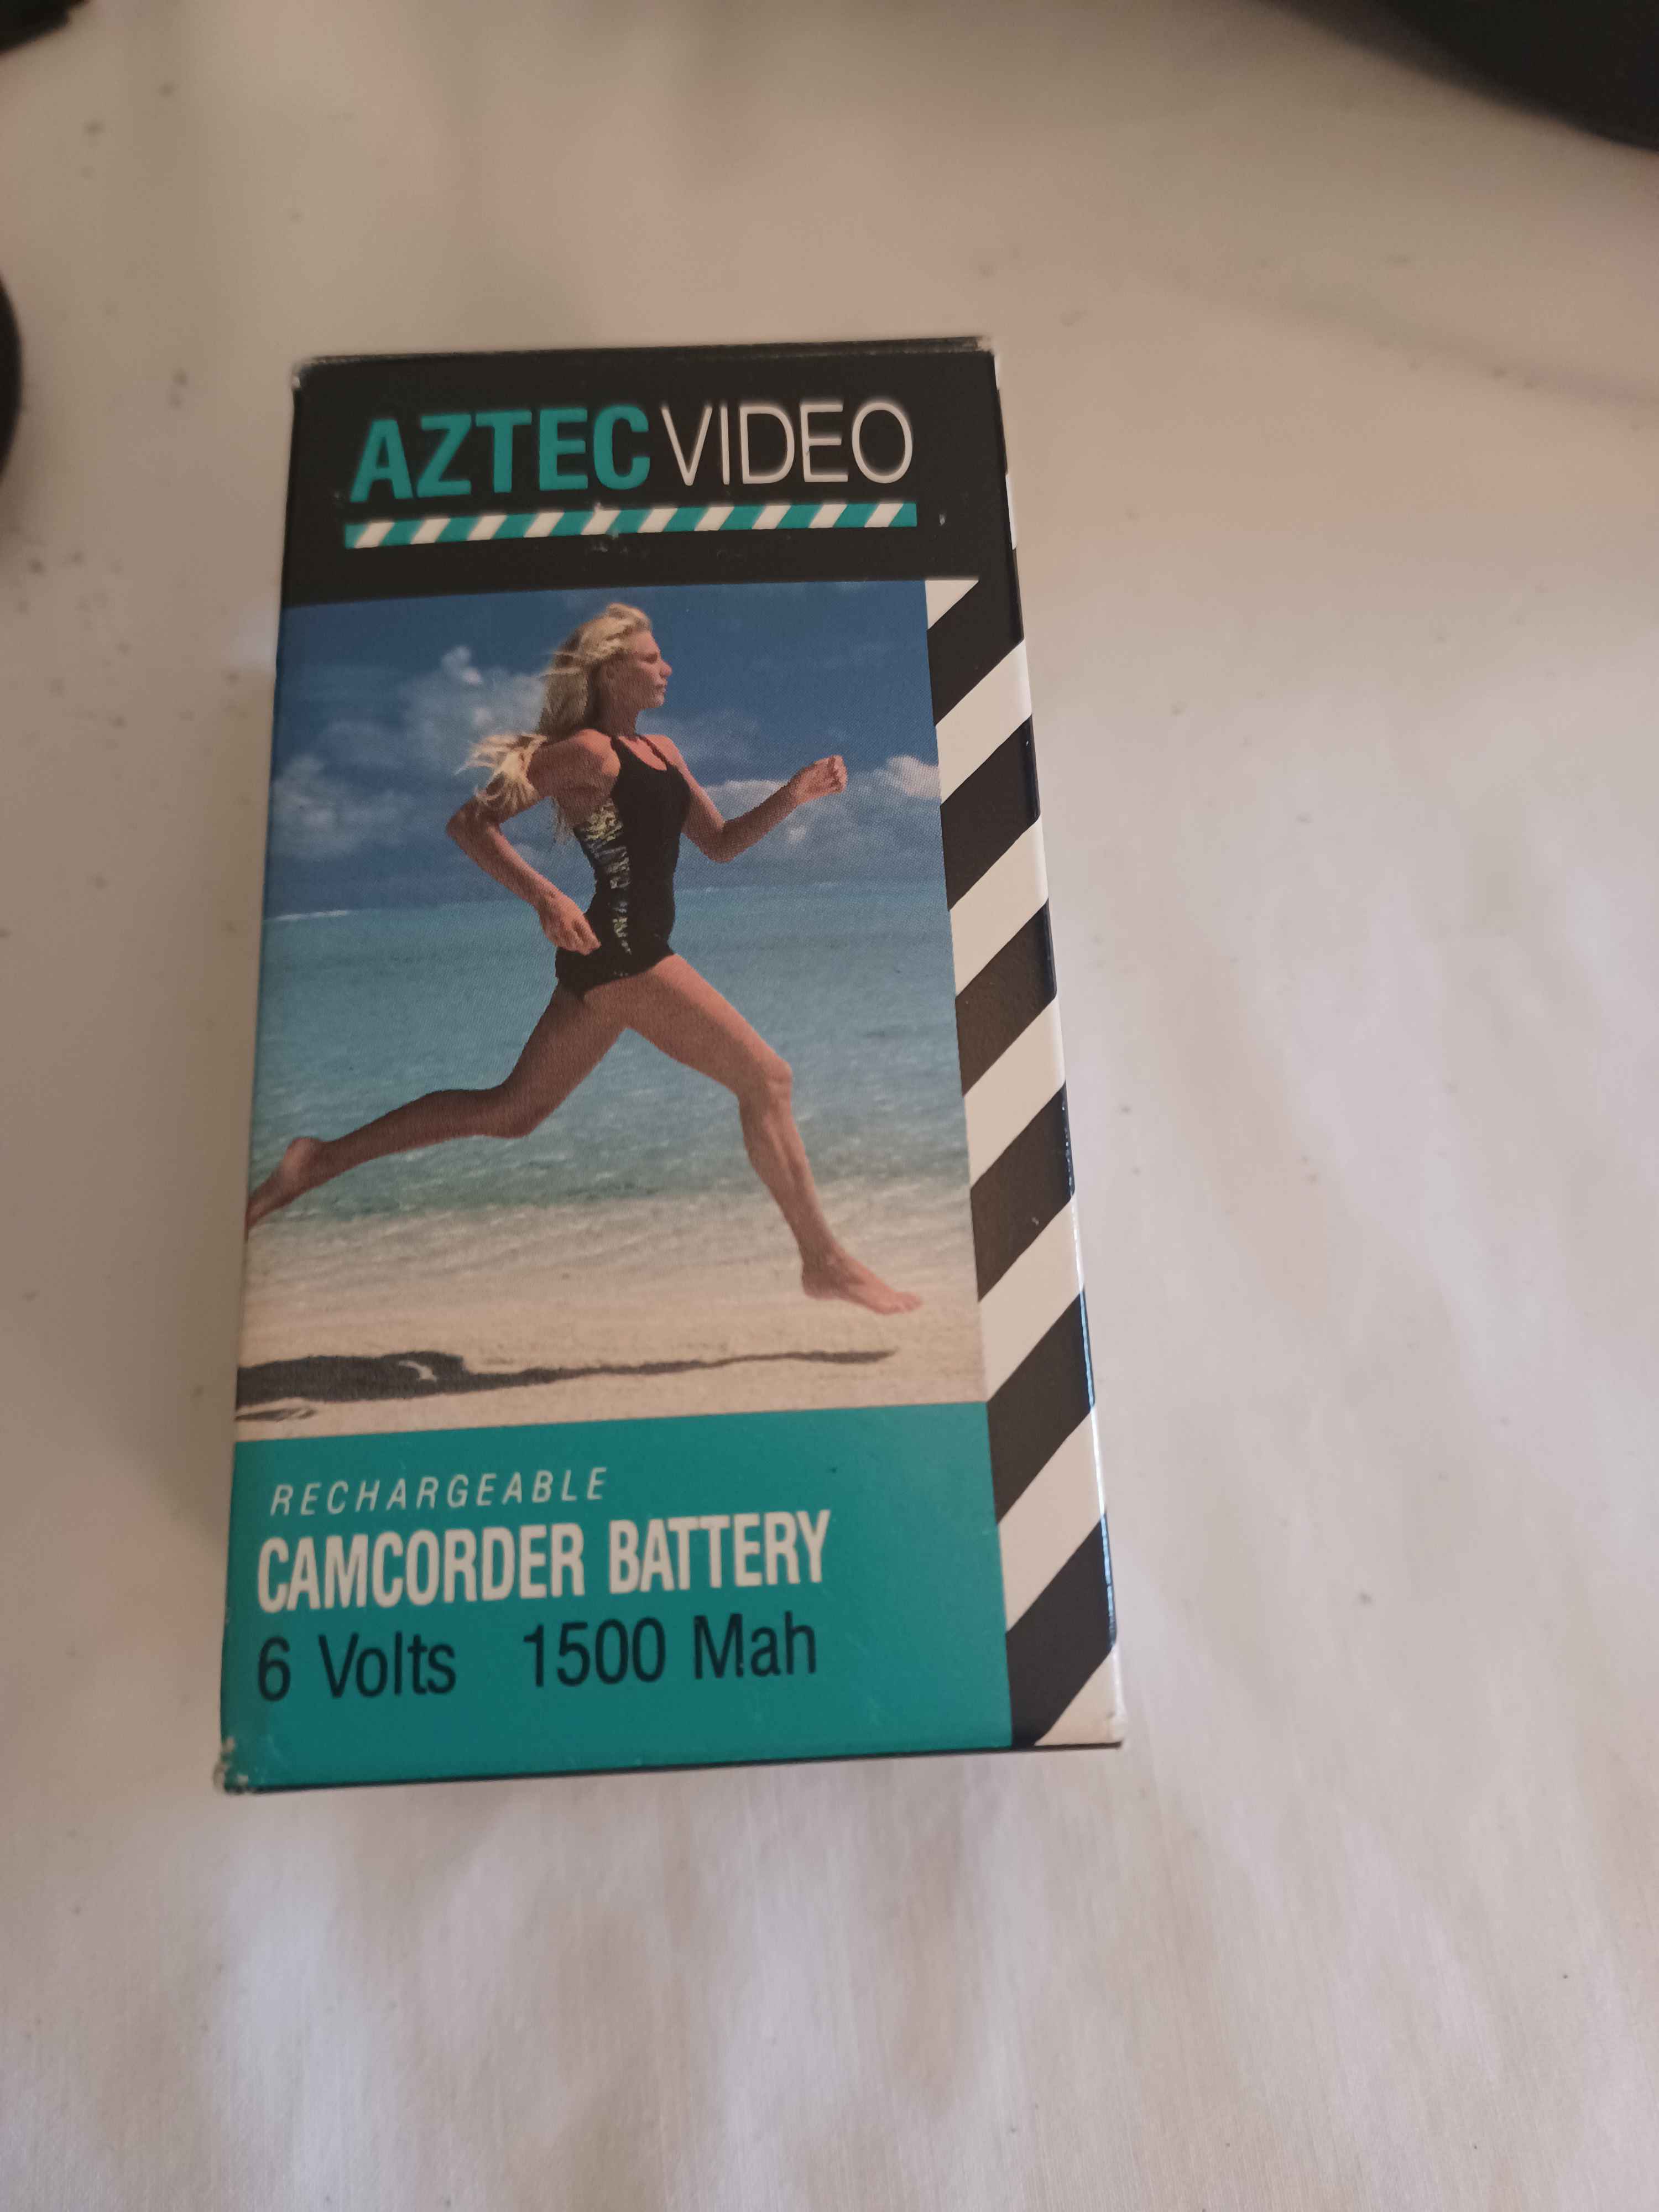 AZTEC VIDEO
RECHARGEABLE
CAMCORDER BATTERY
6 Volts 1500 Mah